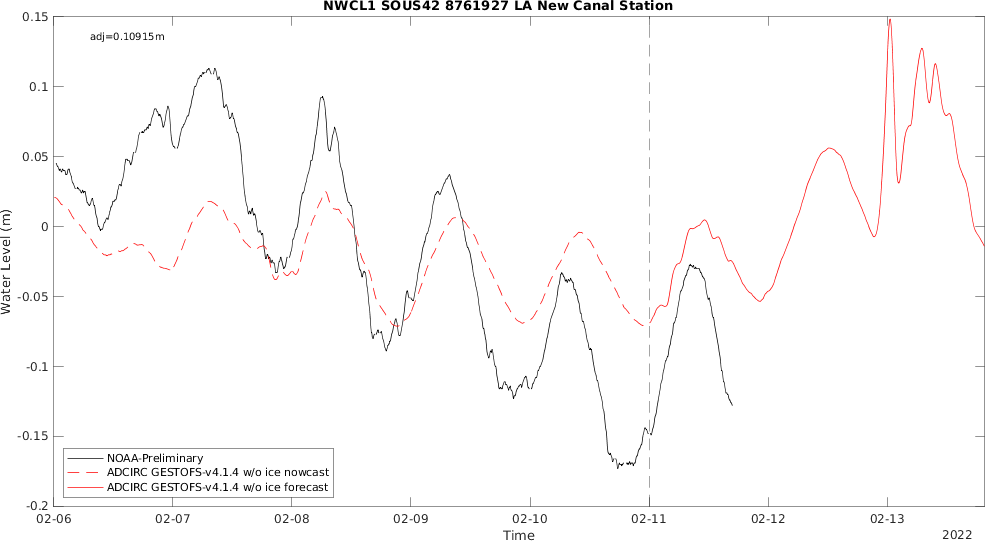 NWCL1 SOUS42 8761927 LA New Canal Station
adj=0.10915m
0.15
0.1
0.05
0
-0.05
-0.1
-0.15
-0.2
Water Level (m)
NOAA-Preliminary
ADCIRC GESTOFS-v4.1.4 w/o ice nowcast
ADCIRC GESTOFS-v4.1.4 w/o ice forecast
02-06 02-07 02-08 02-09 02-10 02-11 02-12 02-13
Time
2022